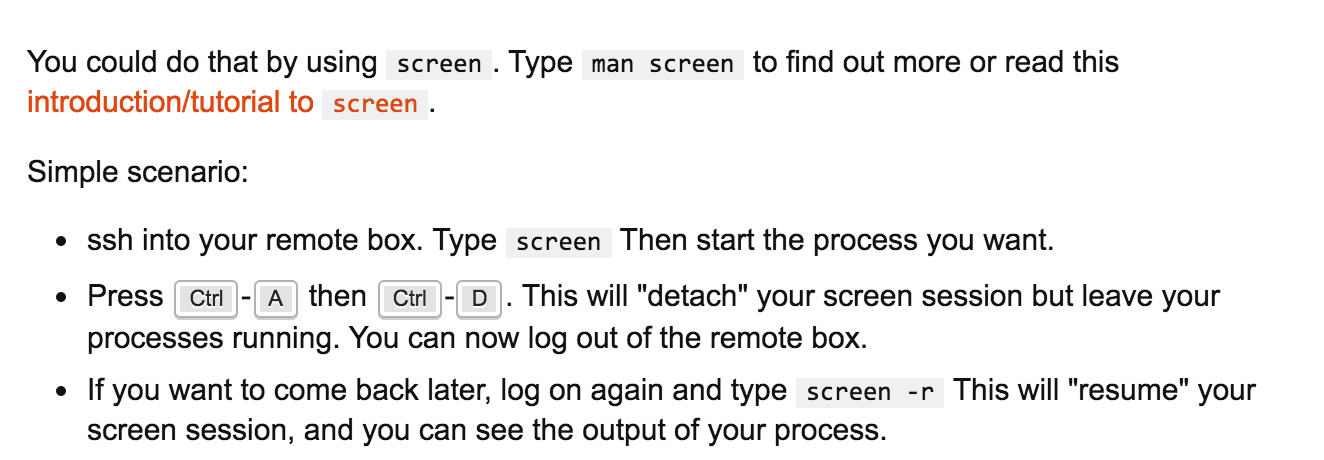 You could do that by using screen. Type man screen to find out more or read this
introduction/tutorial to screen.
Simple scenario:
• ssh into your remote box. Type screen Then start the process you want.
• Press Ctrl-A then Ctrl-D. This will "detach" your screen session but leave your
processes running. You can now log out of the remote box.
• If you want to come back later, log on again and type screen -r This will "resume" your
screen session, and you can see the output of your process.